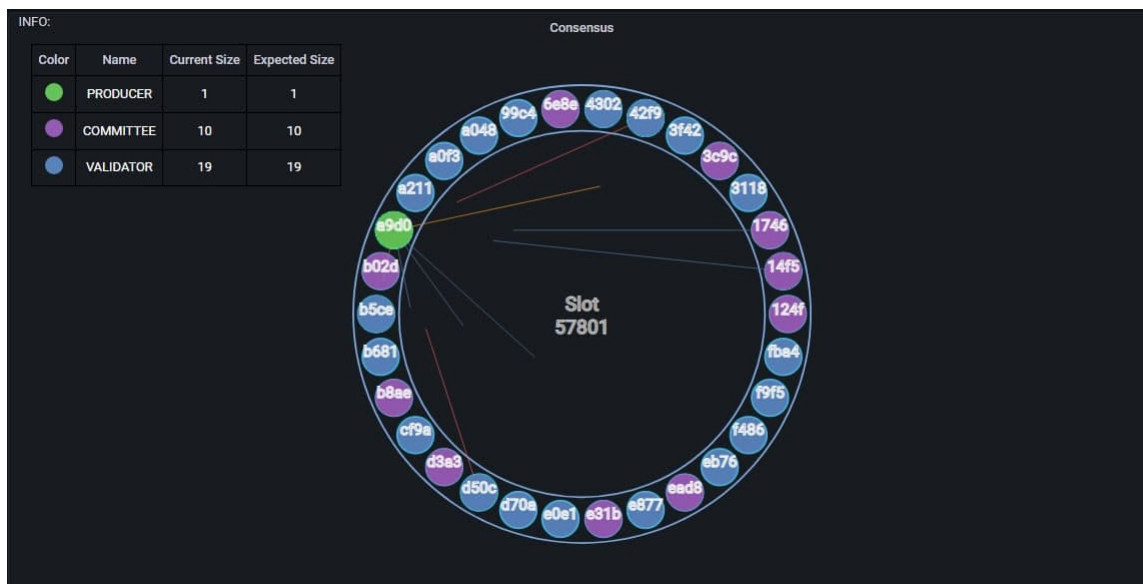 INFO:
Consensus
Color Name Current Size Expected Size
PRODUCER 1 1
COMMITTEE 10 10
VALIDATOR 19 19
6e8e
4302
42f9
3f42
3c9c
3118
1746
14f5
124f
fba4
f9f5
f486
eb76
ead8
e877
e31b
e0e1
d70a
d50c
d3a3
cf9a
b8ae
b681
b5ce
b02d
a9d0
a211
a0f3
a048
99c4
Slot
57801